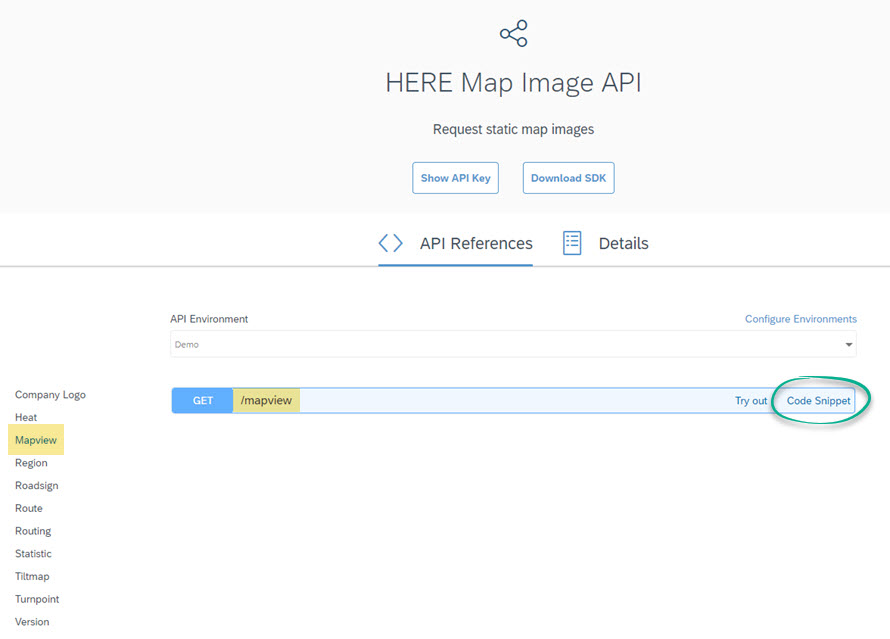 HERE Map Image API
Request static map images
Show API Key Download SDK
API References Details
API Environment Configure Environments
Demo
GET /mapview Try out Code Snippet
Company Logo
Heat
Mapview
Region
Roadsign
Route
Routing
Statistic
Tiltmap
Turnpoint
Version